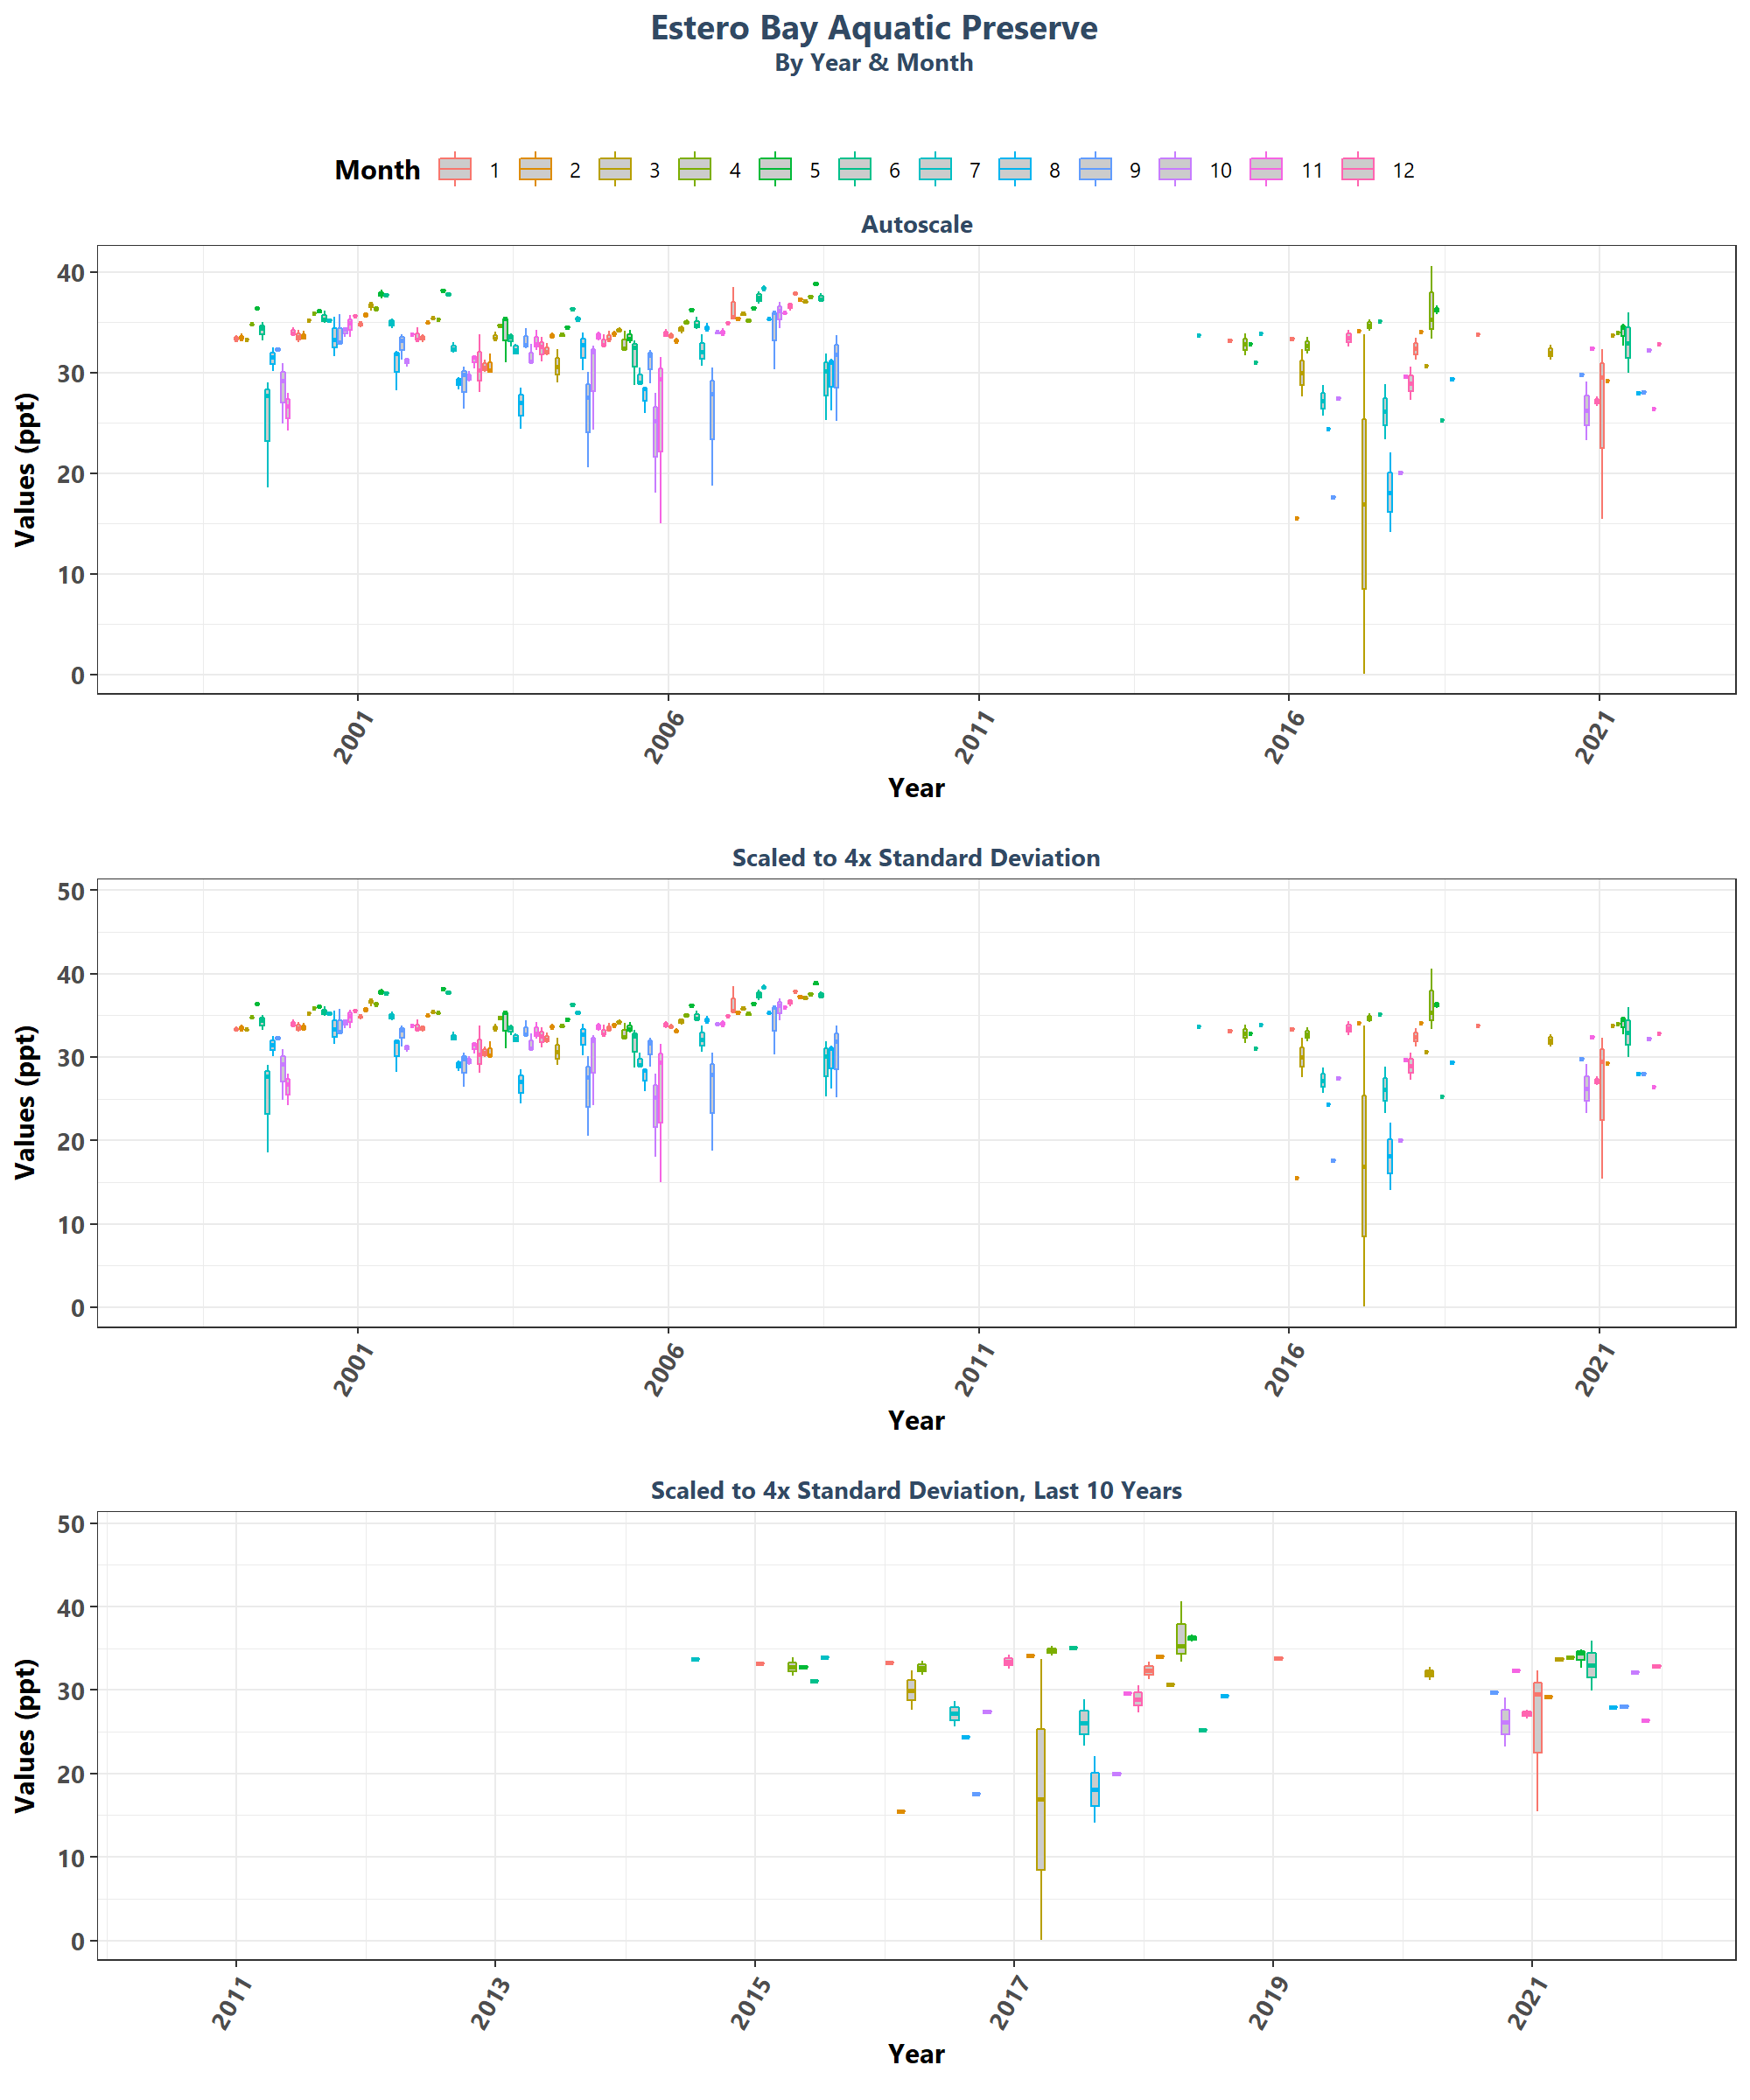 Estero Bay Aquatic Preserve
By Year & Month
Month 1 2 3 4 5 6 7 8 9 10 11 12
Autoscale
Values (ppt)
40
30
20
10
0
2001 2006 2011 2016 2021
Year
Scaled to 4x Standard Deviation
Values (ppt)
50
40
30
20
10
0
2001 2006 2011 2016 2021
Year
Scaled to 4x Standard Deviation, Last 10 Years
Values (ppt)
50
40
30
20
10
0
2011 2013 2015 2017 2019 2021
Year